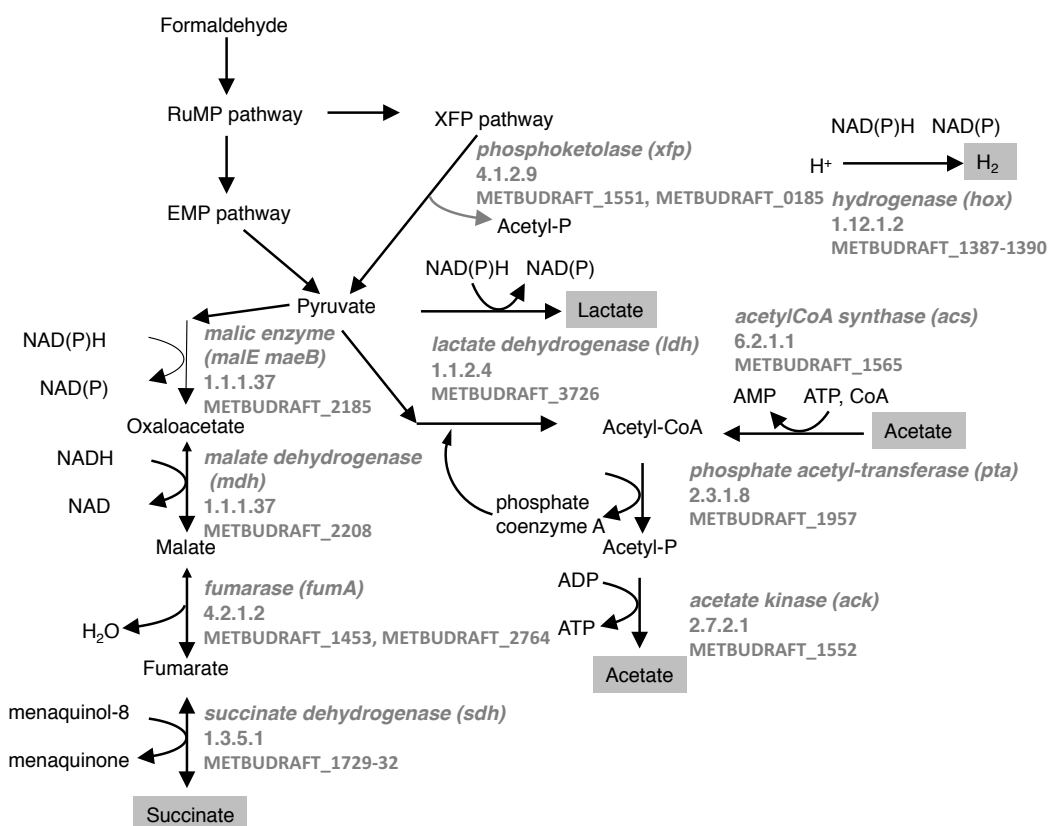 Formaldehyde
RuMP pathway
XFP pathway
phosphoketolase (xfp)
4.1.2.9
METBUDRAFT_1551, METBUDRAFT_0185
Acetyl-P
NAD(P)H NAD(P)
H⁺
H₂
hydrogenase (hox)
1.12.1.2
METBUDRAFT_1387-1390
EMP pathway
Pyruvate
NAD(P)H NAD(P)
Lactate
lactate dehydrogenase (ldh)
1.1.2.4
METBUDRAFT_3726
acetylCoA synthase (acs)
6.2.1.1
METBUDRAFT_1565
AMP ATP, CoA
Acetyl-CoA
Acetate
NAD(P)H
NAD(P)
malic enzyme
(malE maeB)
1.1.1.37
METBUDRAFT_2185
Oxaloacetate
NADH
NAD
malate dehydrogenase
(mdh)
1.1.1.37
METBUDRAFT_2208
Malate
phosphate
coenzyme A
phosphate acetyl-transferase (pta)
2.3.1.8
METBUDRAFT_1957
Acetyl-P
fumarase (fumA)
4.2.1.2
METBUDRAFT_1453, METBUDRAFT_2764
H₂O
Fumarate
ADP
ATP
acetate kinase (ack)
2.7.2.1
METBUDRAFT_1552
Acetate
menaquinol-8
menaquinone
succinate dehydrogenase (sdh)
1.3.5.1
METBUDRAFT_1729-32
Succinate